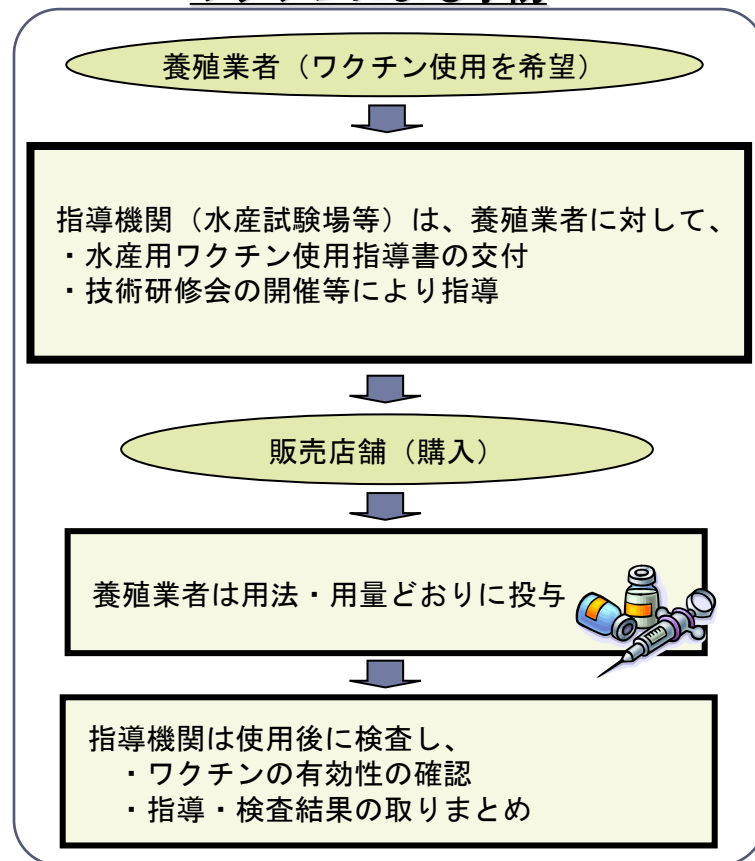 養殖業者（ワクチン使用を希望）
指導機関（水産試験場等）は、養殖業者に対して、
・水産用ワクチン使用指導書の交付
・技術研修会の開催等により指導
販売店舗（購入）
養殖業者は用法・用量どおりに投与
指導機関は使用後に検査し、
・ワクチンの有効性の確認
・指導・検査結果の取りまとめ